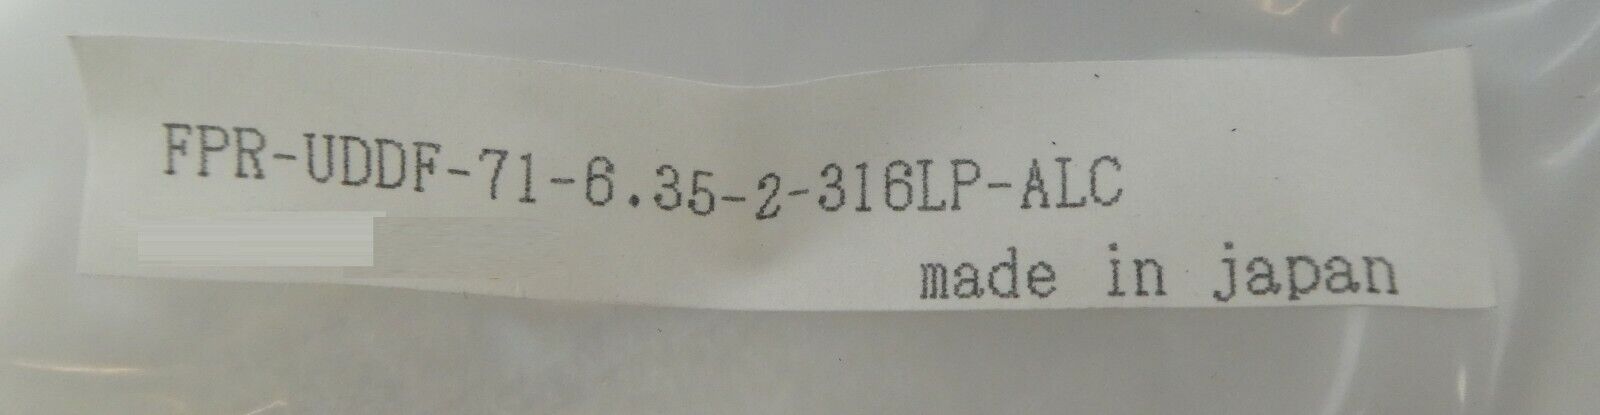 FPR-UDDF-71-6.35-2-316LP-ALC
made in japan